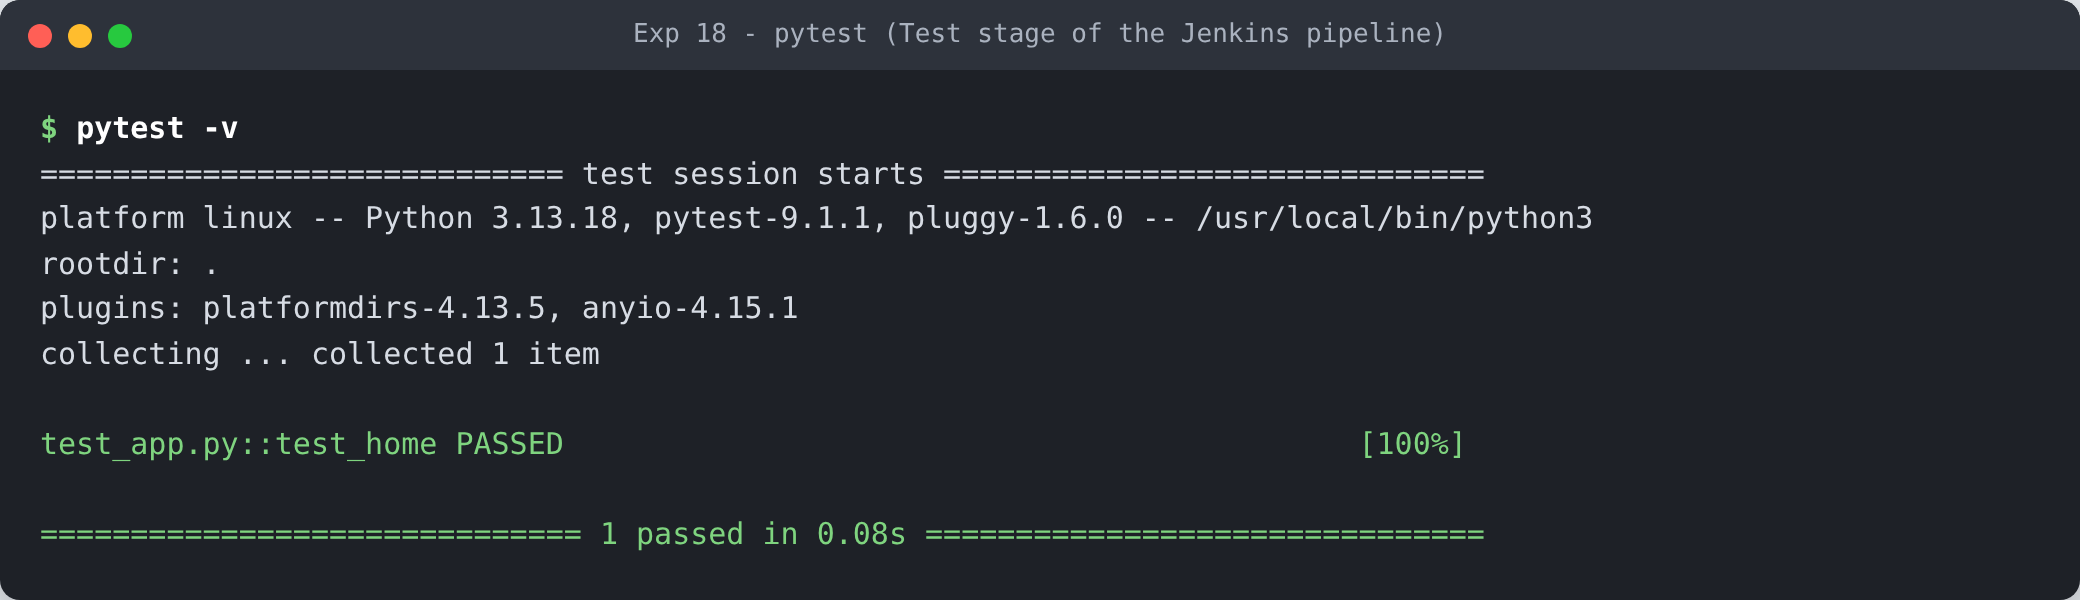 Exp 18 - pytest (Test stage of the Jenkins pipeline)
$ pytest -v
============================= test session starts ==============================
platform linux -- Python 3.13.18, pytest-9.1.1, pluggy-1.6.0 -- /usr/local/bin/python3
rootdir: .
plugins: platformdirs-4.13.5, anyio-4.15.1
collecting ... collected 1 item
test_app.py::test_home PASSED                                            [100%]
============================== 1 passed in 0.08s ===============================